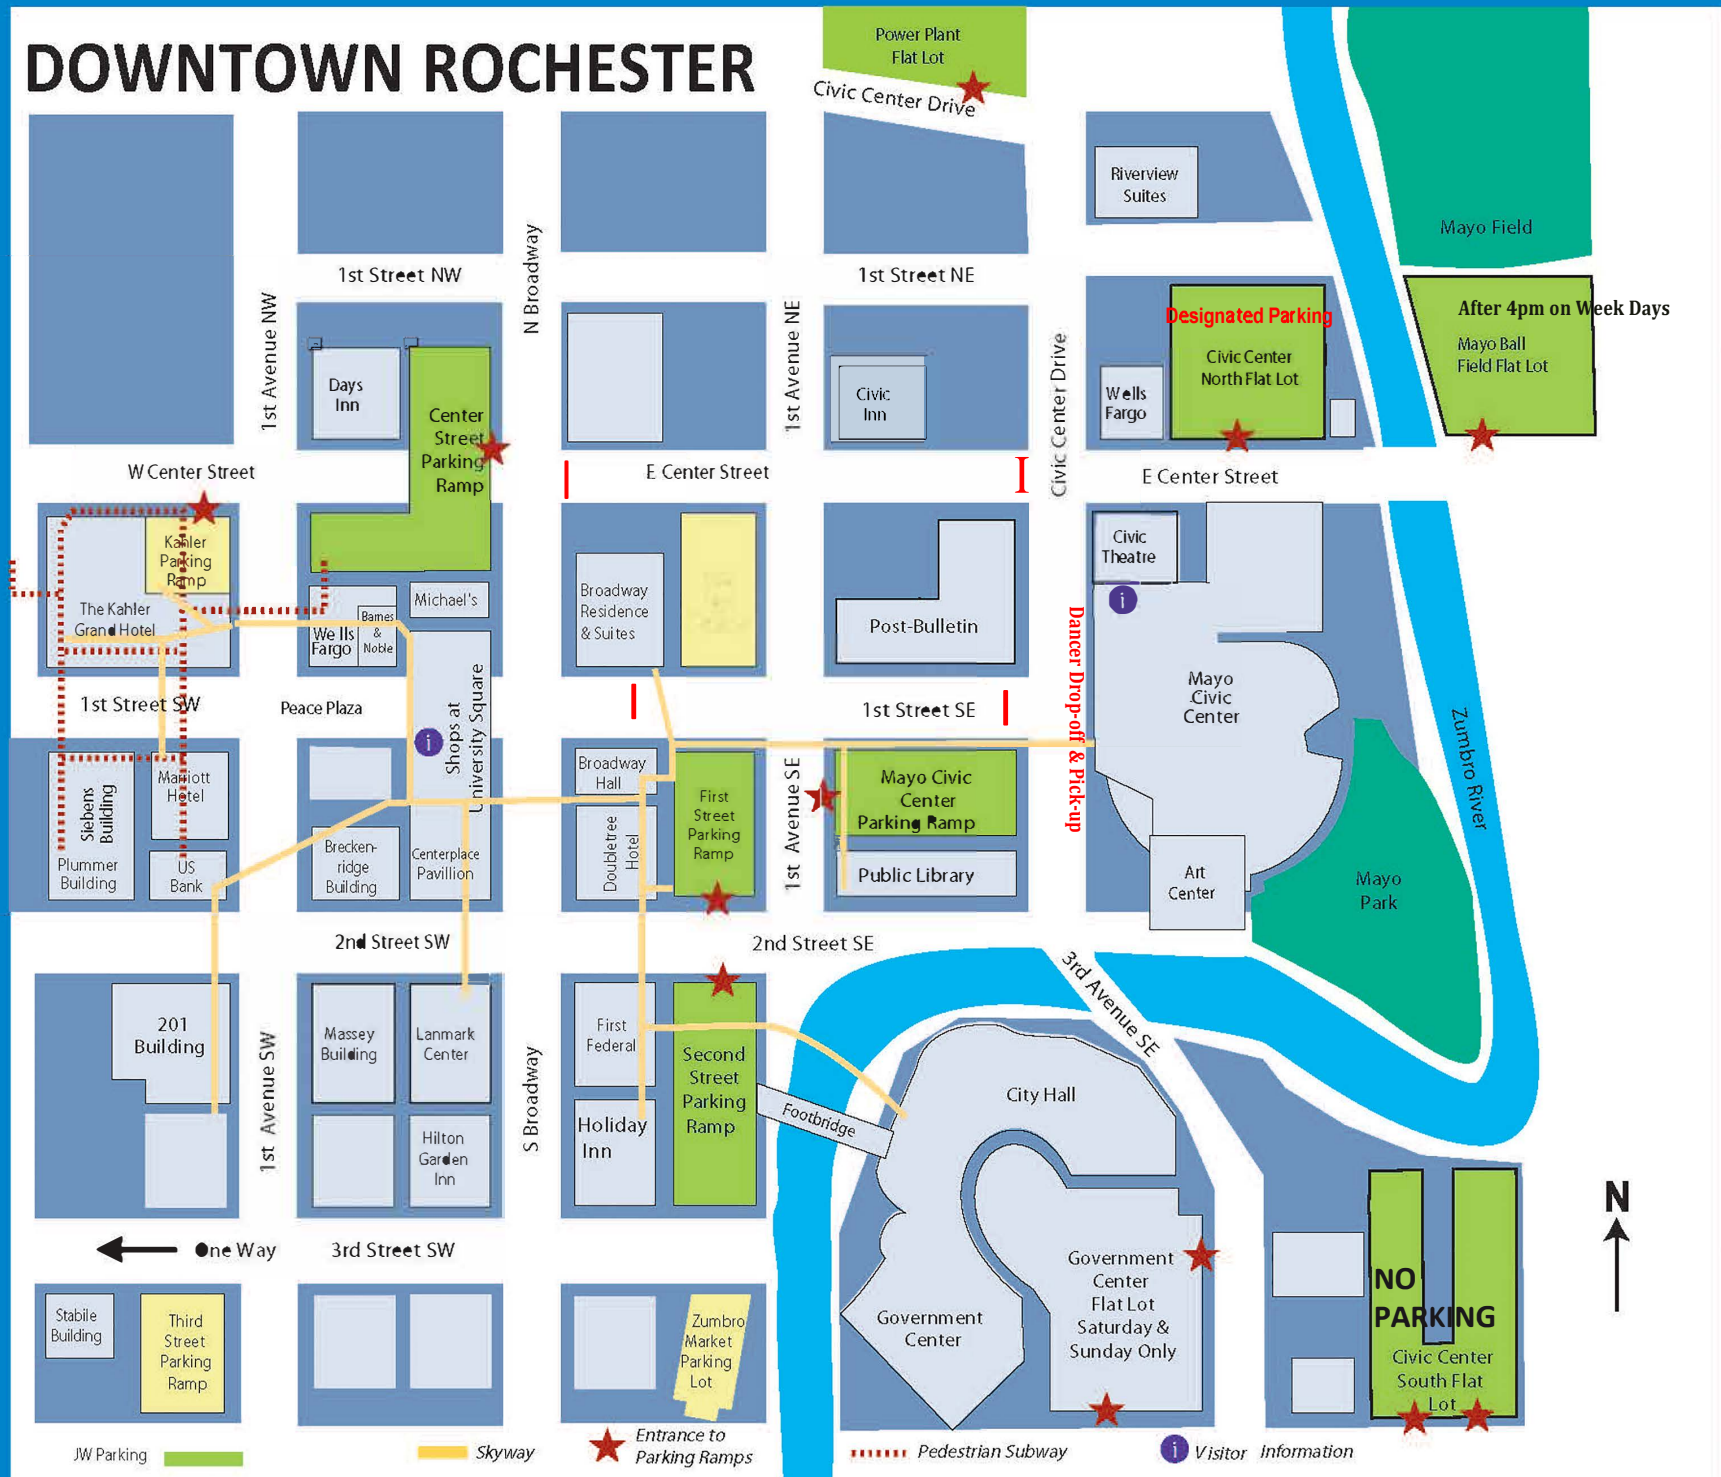 DOWNTOWN ROCHESTER
Power Plant
Flat Lot
Civic Center Drive
Riverview
Suites
Mayo Field
N Broadway
1st Street NW
1st Street NE
1st Avenue NW
1st Avenue NE
Civic Center Drive
Designated Parking
Civic Center
North Flat Lot
After 4pm on Week Days
Mayo Ball
Field Flat Lot
Days
Inn
Center
Street
Parking
Ramp
Civic
Inn
Wells
Fargo
W Center Street
E Center Street
E Center Street
Kahler
Parking
Ramp
The Kahler
Grand Hotel
Wells
Fargo
Barnes
&
Noble
Michael's
Broadway
Residence
& Suites
Post-Bulletin
Civic
Theatre
i
Dancer Drop-off & Pick-up
Mayo
Civic
Center
Zumbro River
1st Street SW
Peace Plaza
Shops at
University Square
i
1st Street SE
Siebens
Building
Plummer
Building
Marriott
Hotel
US
Bank
Brecken-
ridge
Building
Centerplace
Pavillion
Broadway
Hall
Doubletree
Hotel
First
Street
Parking
Ramp
1st Avenue SE
Mayo Civic
Center
Parking Ramp
Public Library
Art
Center
Mayo
Park
2nd Street SW
2nd Street SE
3rd Avenue SE
201
Building
1st Avenue SW
Massey
Building
Lanmark
Center
Hilton
Garden
Inn
S Broadway
First
Federal
Holiday
Inn
Second
Street
Parking
Ramp
Footbridge
City Hall
Government
Center
Government
Center
Flat Lot
Saturday &
Sunday Only
N
One Way
3rd Street SW
NO
PARKING
Civic Center
South Flat
Lot
Stabile
Building
Third
Street
Parking
Ramp
Zumbro
Market
Parking
Lot
JW Parking
Skyway
Entrance to
Parking Ramps
Pedestrian Subway
i
Visitor Information